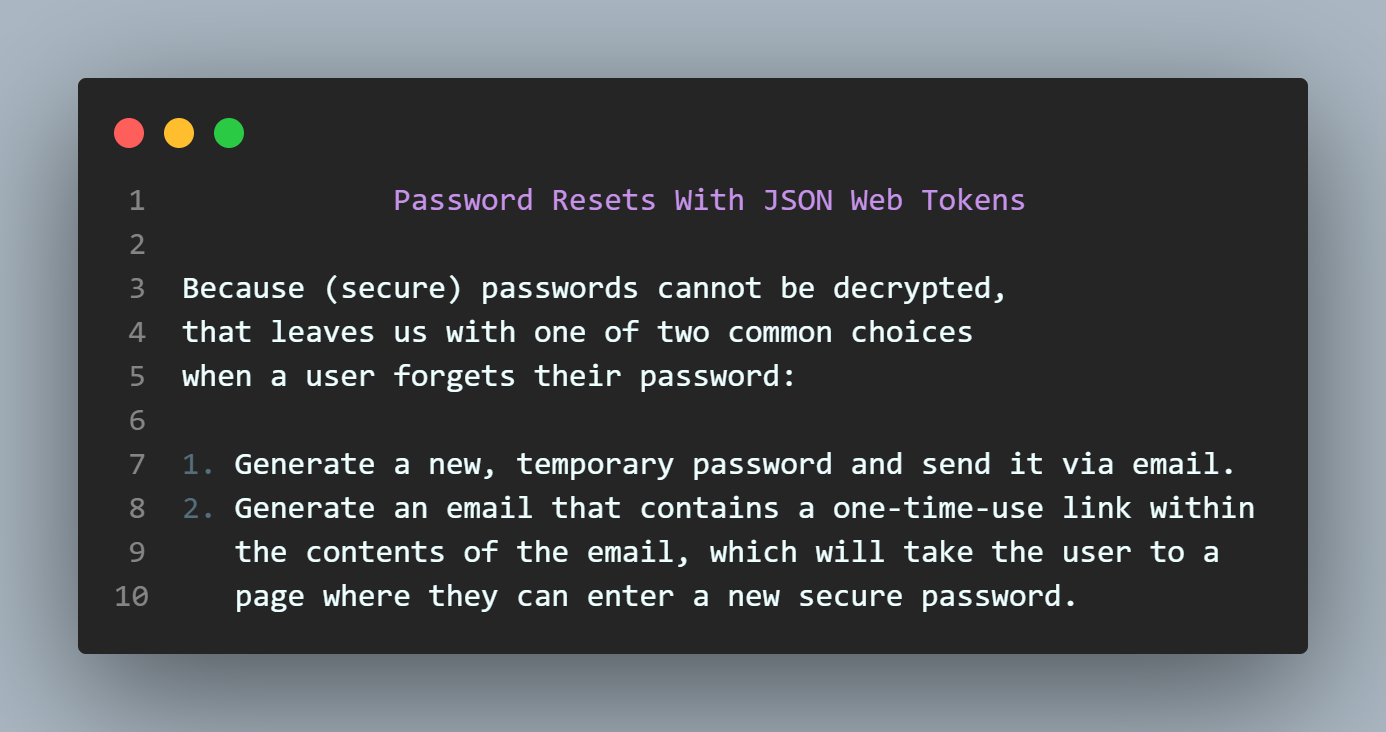 1 Password Resets With JSON Web Tokens
2
3 Because (secure) passwords cannot be decrypted,
4 that leaves us with one of two common choices
5 when a user forgets their password:
6
7 1. Generate a new, temporary password and send it via email.
8 2. Generate an email that contains a one-time-use link within
9 the contents of the email, which will take the user to a
10 page where they can enter a new secure password.